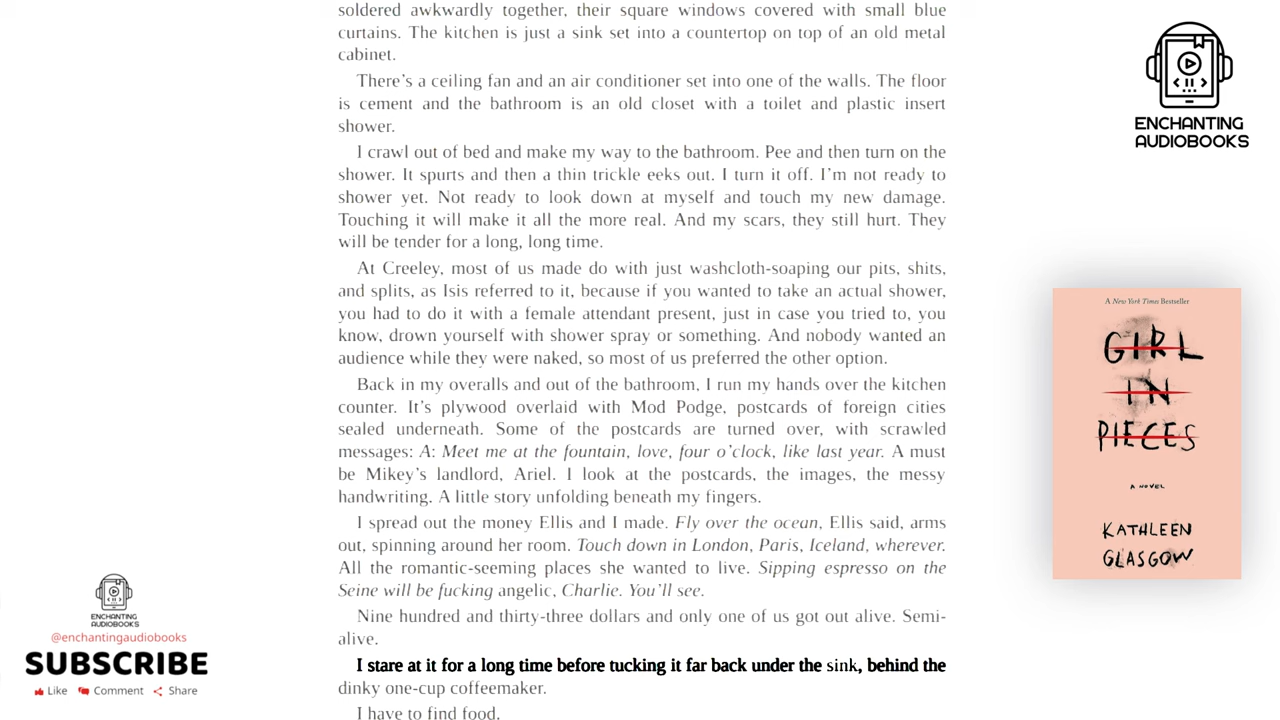 soldered awkwardly together, their square windows covered with small blue
curtains. The kitchen is just a sink set into a countertop on top of an old metal
cabinet.
There's a ceiling fan and an air conditioner set into one of the walls. The floor
is cement and the bathroom is an old closet with a toilet and plastic insert
shower.
I crawl out of bed and make my way to the bathroom. Pee and then turn on the
shower. It spurts and then a thin trickle eeks out. I turn it off. I'm not ready to
shower yet. Not ready to look down at myself and touch my new damage.
Touching it will make it all the more real. And my scars, they still hurt. They
will be tender for a long, long time.
At Creeley, most of us made do with just washcloth-soaping our pits, shits,
and splits, as Isis referred to it, because if you wanted to take an actual shower,
you had to do it with a female attendant present, just in case you tried to, you
know, drown yourself with shower spray or something. And nobody wanted an
audience while they were naked, so most of us preferred the other option.
Back in my overalls and out of the bathroom, I run my hands over the kitchen
counter. It's plywood overlaid with Mod Podge, postcards of foreign cities
sealed underneath. Some of the postcards are turned over, with scrawled
messages: A: Meet me at the fountain, love, four o'clock, like last year. A must
be Mikey's landlord, Ariel. I look at the postcards, the images, the messy
handwriting. A little story unfolding beneath my fingers.
I spread out the money Ellis and I made. Fly over the ocean, Ellis said, arms
out, spinning around her room. Touch down in London, Paris, Iceland, wherever.
All the romantic-seeming places she wanted to live. Sipping espresso on the
Seine will be fucking angelic, Charlie. You'll see.
Nine hundred and thirty-three dollars and only one of us got out alive. Semi-
alive.
I stare at it for a long time before tucking it far back under the sink, behind the
dinky one-cup coffeemaker.
I have to find food.
ENCHANTING
AUDIOBOOKS
A New York Times Bestseller
GIRL
IN
PIECES
A NOVEL
KATHLEEN
GLASGOW
ENCHANTING
AUDIOBOOKS
@enchantingaudiobooks
SUBSCRIBE
Like Comment Share